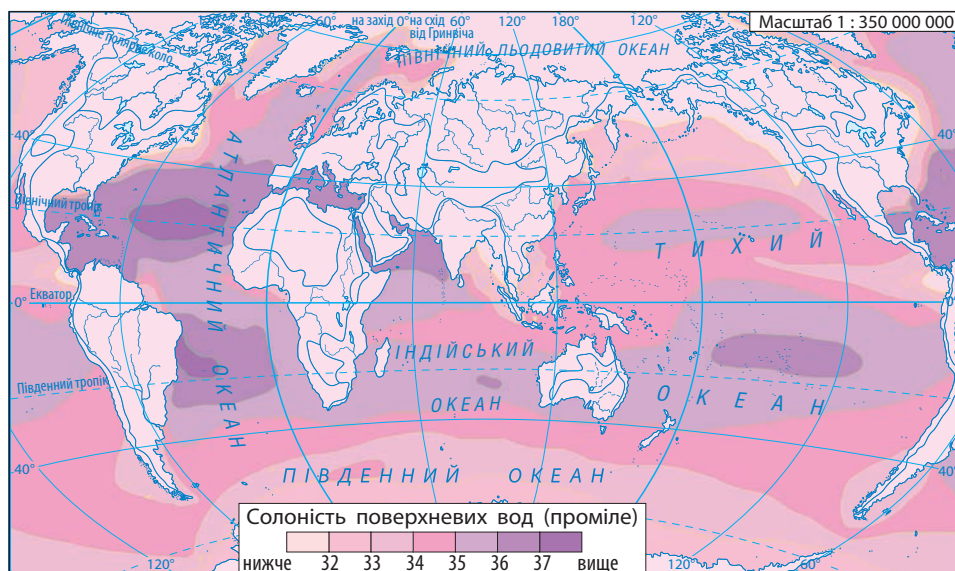 180°
60°
на захід 0° на схід 60°
від Гринвіча
120°
180°
120°
Масштаб 1 : 350 000 000
Північне полярне коло
ПІВНІЧНИЙ ЛЬОДОВИТИЙ ОКЕАН
40°
40°
АТЛАНТИЧНИЙ ОКЕАН
Північний тропік
ТИХИЙ
Екватор
0°
0°
ІНДІЙСЬКИЙ
Південний тропік
ОКЕАН
ОКЕАН
40°
40°
ПІВДЕННИЙ ОКЕАН
Солоність поверхневих вод (проміле)
нижче 32 33 34 35 36 37 вище
120°
120°
60°